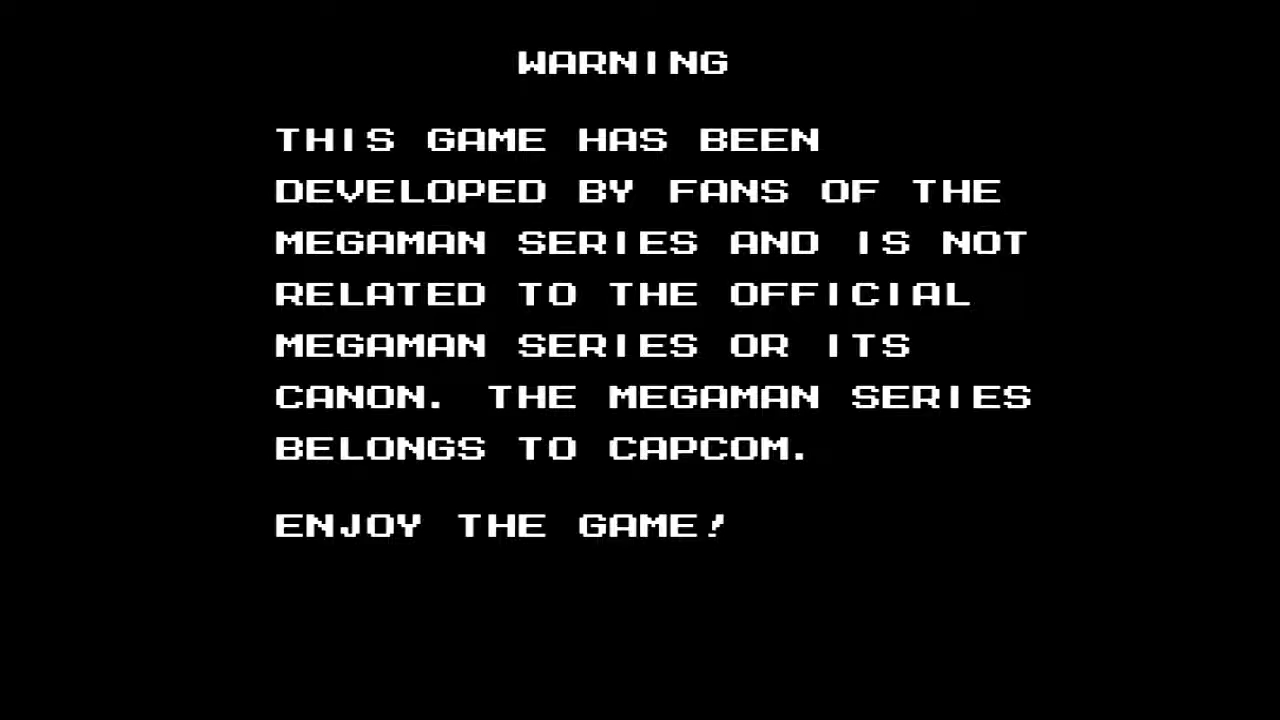 WARNING
THIS GAME HAS BEEN
DEVELOPED BY FANS OF THE
MEGAMAN SERIES AND IS NOT
RELATED TO THE OFFICIAL
MEGAMAN SERIES OR ITS
CANON. THE MEGAMAN SERIES
BELONGS TO CAPCOM.
ENJOY THE GAME!